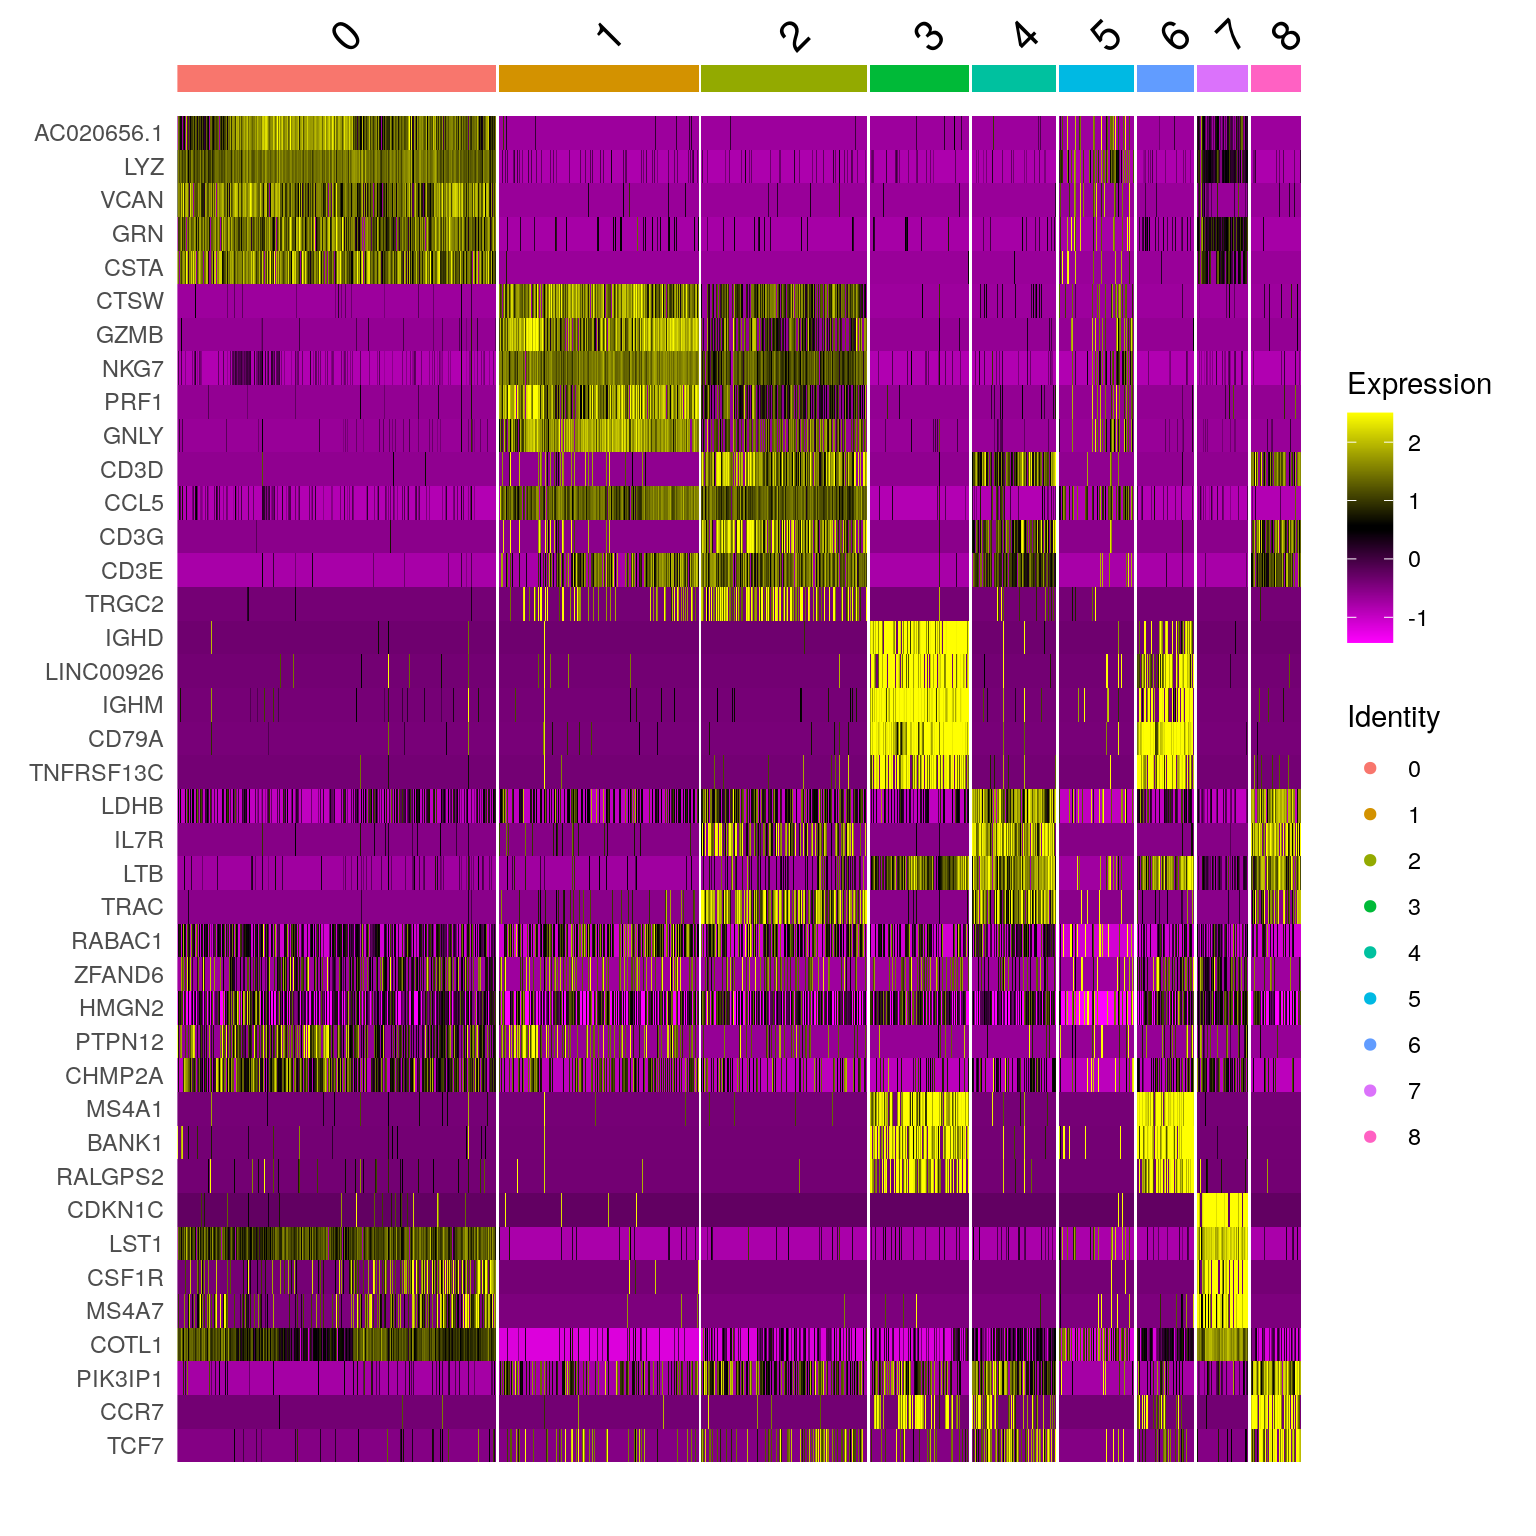 0 1 2 3 4 5 6 7 8
AC020656.1
LYZ
VCAN
GRN
CSTA
CTSW
GZMB
NKG7
PRF1
GNLY
CD3D
CCL5
CD3G
CD3E
TRGC2
IGHD
LINC00926
IGHM
CD79A
TNFRSF13C
LDHB
IL7R
LTB
TRAC
RABAC1
ZFAND6
HMGN2
PTPN12
CHMP2A
MS4A1
BANK1
RALGPS2
CDKN1C
LST1
CSF1R
MS4A7
COTL1
PIK3IP1
CCR7
TCF7
Expression
2
1
0
-1
Identity
0
1
2
3
4
5
6
7
8